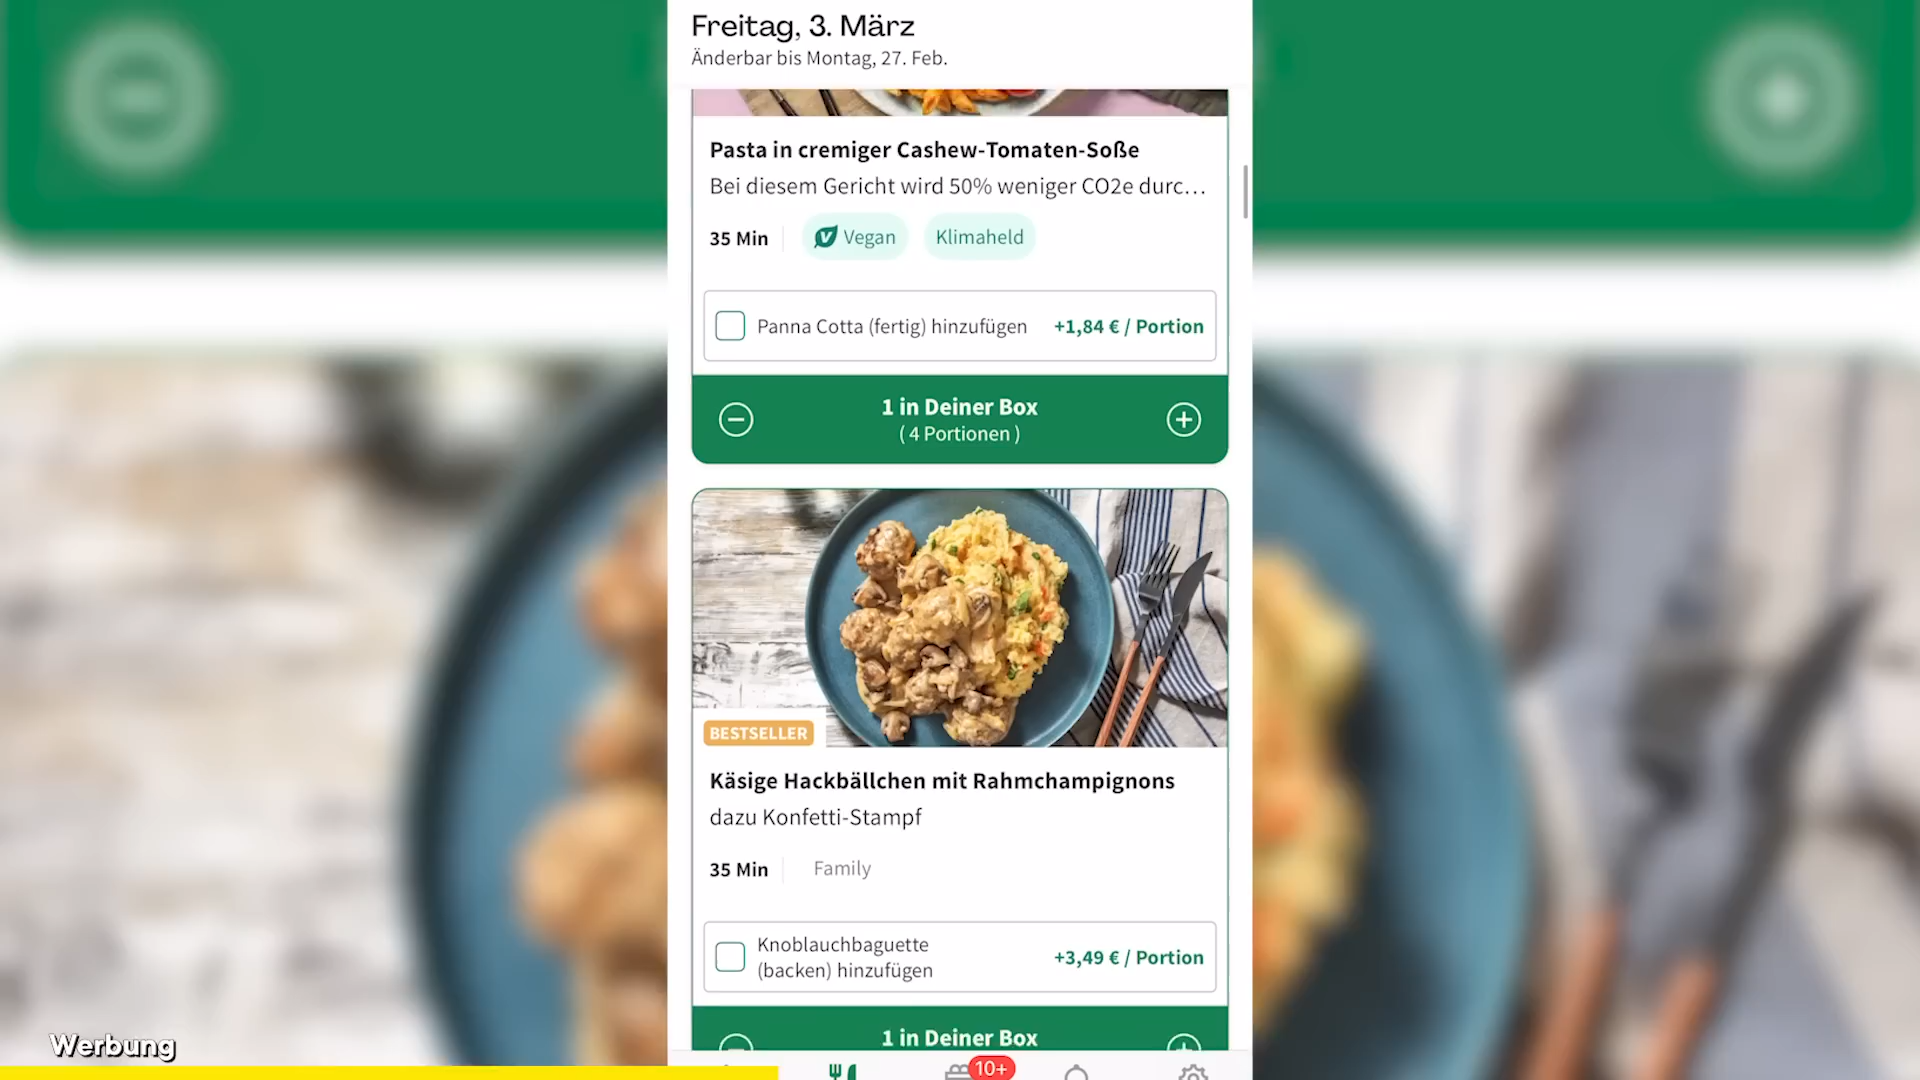 Freitag, 3. März
Änderbar bis Montag, 27. Feb.
Pasta in cremiger Cashew-Tomaten-Soße
Bei diesem Gericht wird 50% weniger CO2e durc...
35 Min
Vegan
Klimaheld
Panna Cotta (fertig) hinzufügen
+1,84 € / Portion
1 in Deiner Box
( 4 Portionen )
BESTSELLER
Käsige Hackbällchen mit Rahmchampignons
dazu Konfetti-Stampf
35 Min
Family
Knoblauchbaguette
(backen) hinzufügen
+3,49 € / Portion
1 in Deiner Box
10+
Werbung